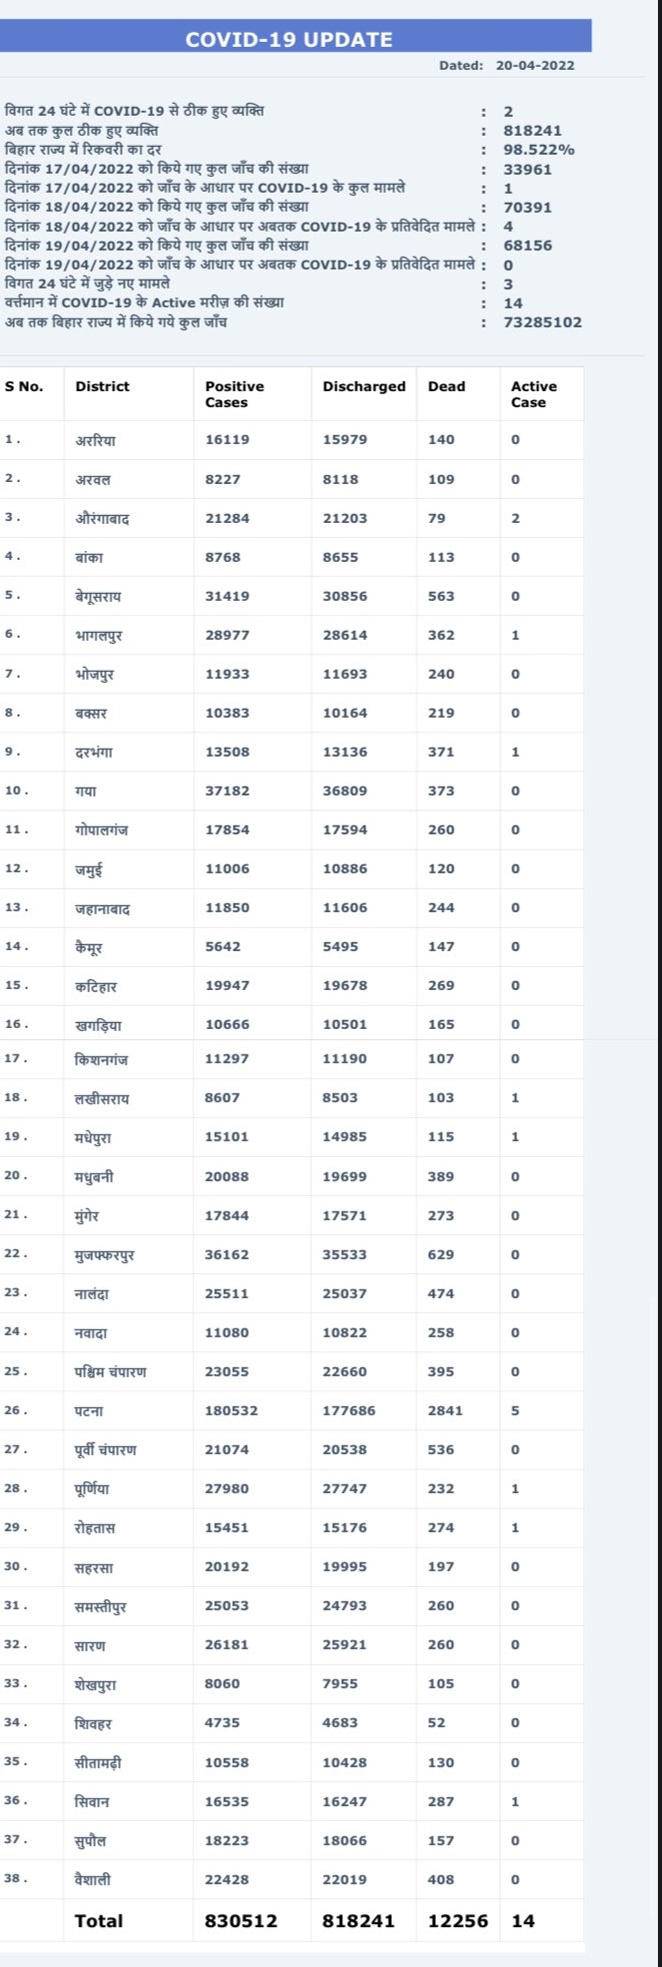 COVID-19 UPDATE
Dated: 20-04-2022
विगत 24 घंटे में COVID-19 से ठीक हुए व्यक्ति : 2
अब तक कुल ठीक हुए व्यक्ति : 818241
बिहार राज्य में रिकवरी का दर : 98.522%
दिनांक 17/04/2022 को किये गए कुल जाँच की संख्या : 33961
दिनांक 17/04/2022 को जाँच के आधार पर COVID-19 के कुल मामले : 1
दिनांक 18/04/2022 को किये गए कुल जाँच की संख्या : 70391
दिनांक 18/04/2022 को जाँच के आधार पर अबतक COVID-19 के प्रतिवेदित मामले : 4
दिनांक 19/04/2022 को किये गए कुल जाँच की संख्या : 68156
दिनांक 19/04/2022 को जाँच के आधार पर अबतक COVID-19 के प्रतिवेदित मामले : 0
विगत 24 घंटे में जुड़े नए मामले : 3
वर्त्तमान में COVID-19 के Active मरीज़ की संख्या : 14
अब तक बिहार राज्य में किये गये कुल जाँच : 73285102
S No. District Positive Cases Discharged Dead Active Case
1. अररिया 16119 15979 140 0
2. अरवल 8227 8118 109 0
3. औरंगाबाद 21284 21203 79 2
4. बांका 8768 8655 113 0
5. बेगूसराय 31419 30856 563 0
6. भागलपुर 28977 28614 362 1
7. भोजपुर 11933 11693 240 0
8. बक्सर 10383 10164 219 0
9. दरभंगा 13508 13136 371 1
10. गया 37182 36809 373 0
11. गोपालगंज 17854 17594 260 0
12. जमुई 11006 10886 120 0
13. जहानाबाद 11850 11606 244 0
14. कैमूर 5642 5495 147 0
15. कटिहार 19947 19678 269 0
16. खगड़िया 10666 10501 165 0
17. किशनगंज 11297 11190 107 0
18. लखीसराय 8607 8503 103 1
19. मधेपुरा 15101 14985 115 1
20. मधुबनी 20088 19699 389 0
21. मुंगेर 17844 17571 273 0
22. मुजफ्फरपुर 36162 35533 629 0
23. नालंदा 25511 25037 474 0
24. नवादा 11080 10822 258 0
25. पश्चिम चंपारण 23055 22660 395 0
26. पटना 180532 177686 2841 5
27. पूर्वी चंपारण 21074 20538 536 0
28. पूर्णिया 27980 27747 232 1
29. रोहतास 15451 15176 274 1
30. सहरसा 20192 19995 197 0
31. समस्तीपुर 25053 24793 260 0
32. सारण 26181 25921 260 0
33. शेखपुरा 8060 7955 105 0
34. शिवहर 4735 4683 52 0
35. सीतामढ़ी 10558 10428 130 0
36. सिवान 16535 16247 287 1
37. सुपौल 18223 18066 157 0
38. वैशाली 22428 22019 408 0
Total 830512 818241 12256 14